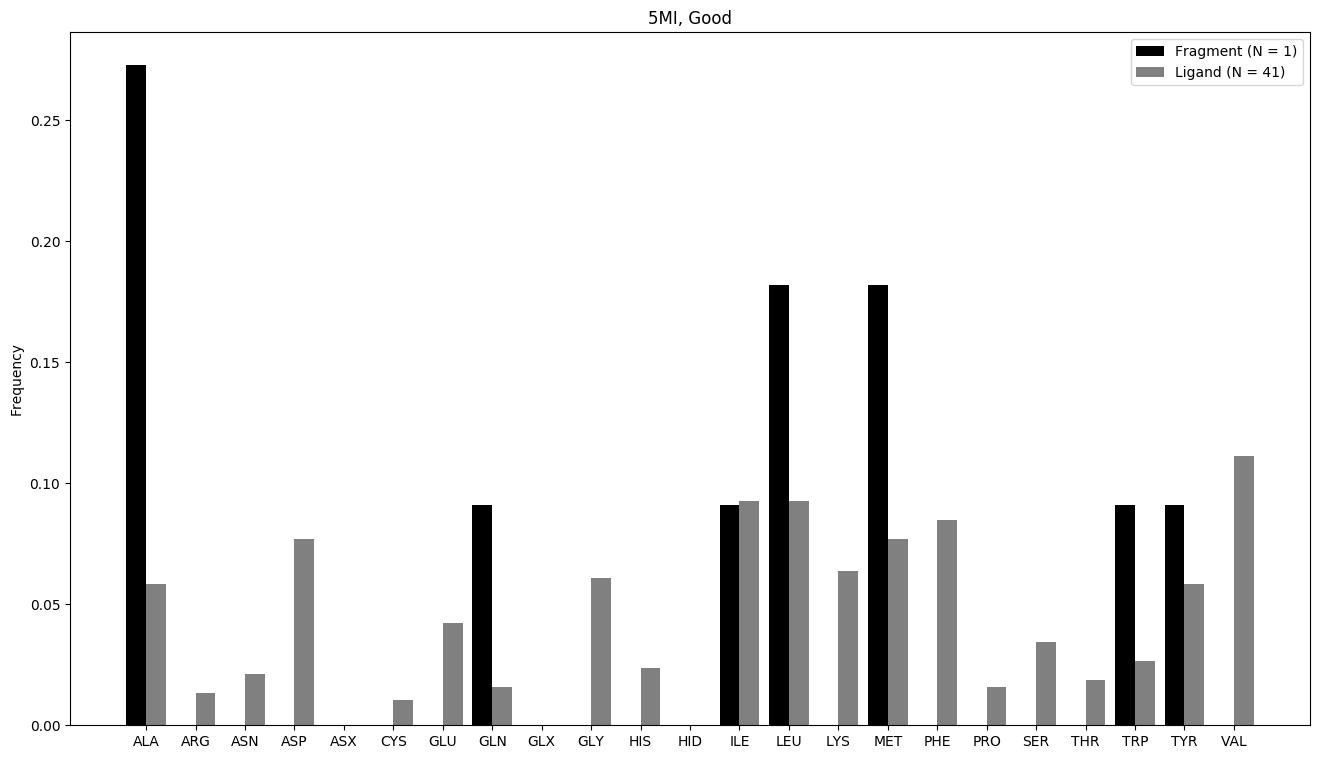 5MI, Good
Fragment (N = 1)
Ligand (N = 41)
Frequency
0.25
0.20
0.15
0.10
0.05
0.00
ALA ARG ASN ASP ASX CYS GLU GLN GLX GLY HIS HID ILE LEU LYS MET PHE PRO SER THR TRP TYR VAL